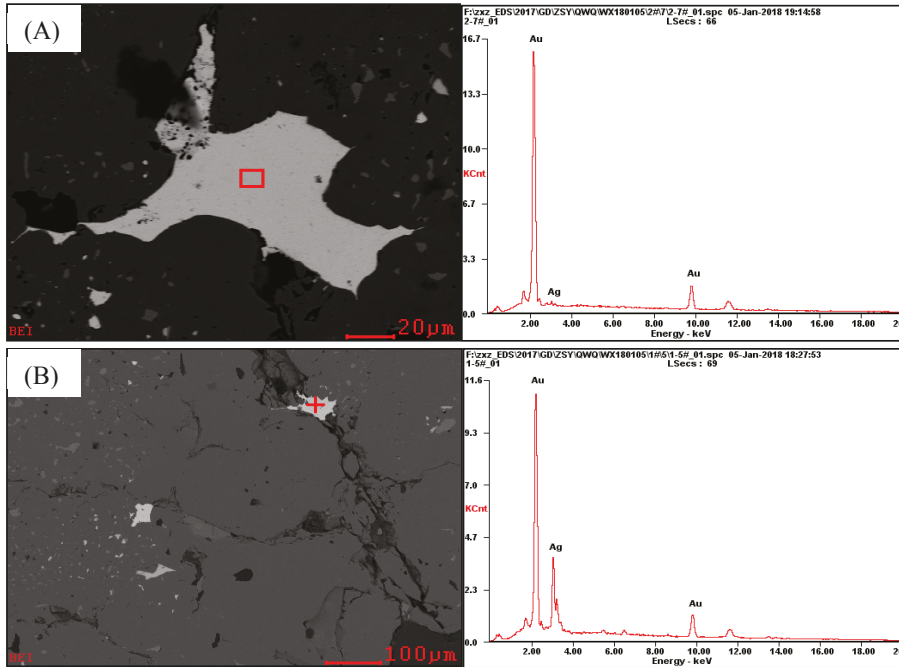 (A)
BEI
20µm
F:\zxz_EDS\2017\GD\ZSY\QWQ\WX180105\2#\7\2-7#_01.spc 05-Jan-2018 19:14:58
2-7#_01 LSecs : 66
16.7
13.3
10.0
KCnt
6.7
3.3
0.0
Au
Ag
Au
2.00 4.00 6.00 8.00 10.00 12.00 14.00 16.00 18.00 20
Energy - keV
(B)
BEI
100µm
F:\zxz_EDS\2017\GD\ZSY\QWQ\WX180105\1#\5\1-5#_01.spc 05-Jan-2018 18:27:53
1-5#_01 LSecs : 69
11.6
9.3
7.0
KCnt
4.7
2.3
0.0
Au
Ag
Au
2.00 4.00 6.00 8.00 10.00 12.00 14.00 16.00 18.00 20
Energy - keV